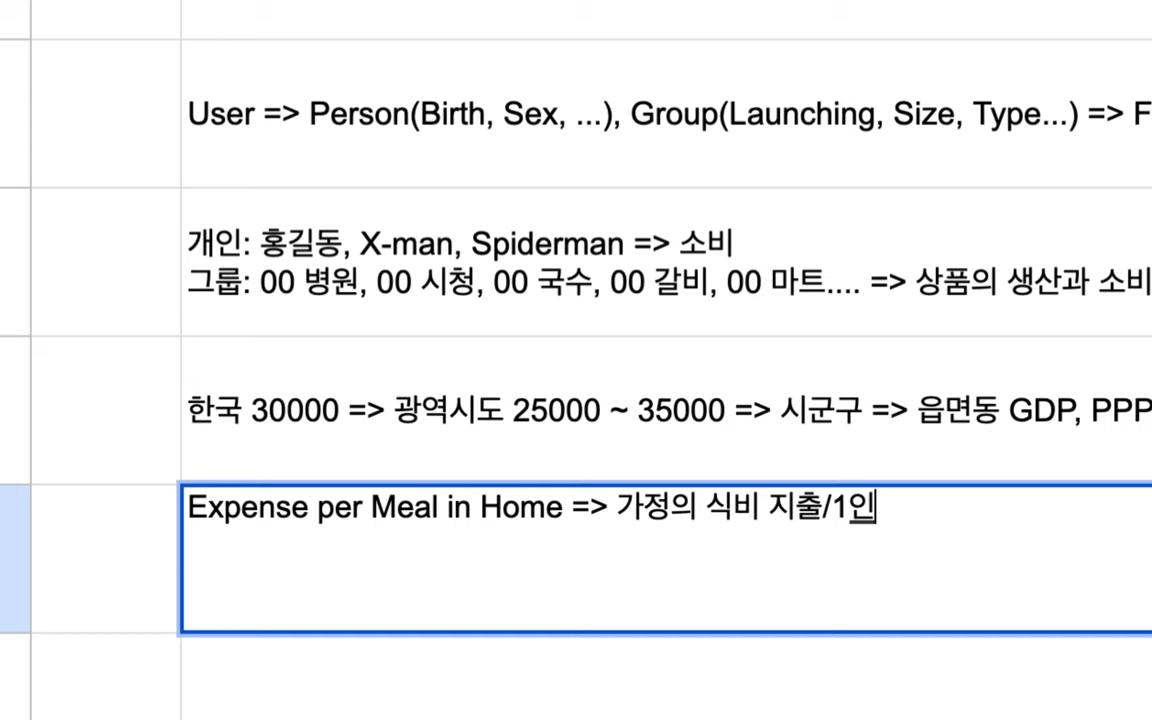 User => Person(Birth, Sex, ...), Group(Launching, Size, Type...) => F
개인: 홍길동, X-man, Spiderman => 소비
그룹: 00 병원, 00 시청, 00 국수, 00 갈비, 00 마트.... => 상품의 생산과 소비
한국 30000 => 광역시도 25000 ~ 35000 => 시군구 => 읍면동 GDP, PPP
Expense per Meal in Home => 가정의 식비 지출/1인